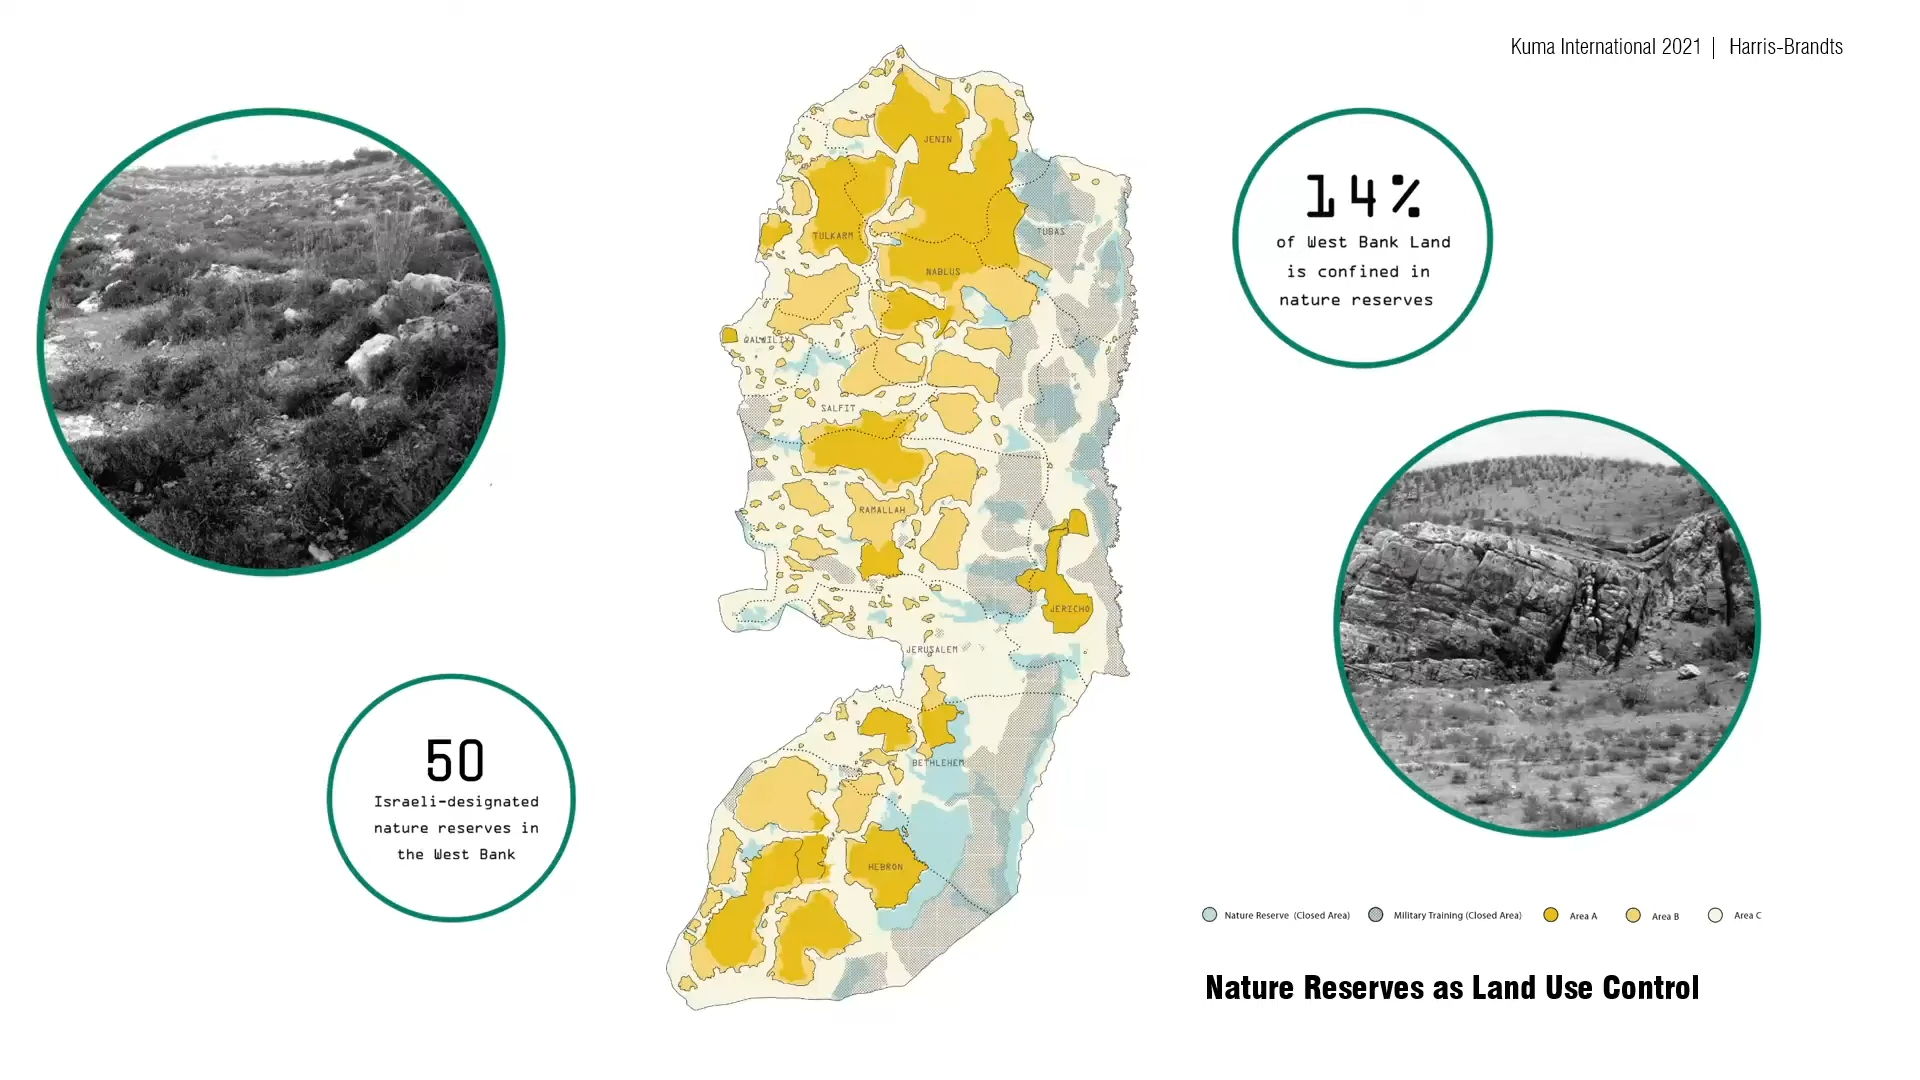 Kuma International 2021 | Harris-Brandts
14%
of West Bank Land
is confined in
nature reserves
50
Israeli-designated
nature reserves in
the West Bank
JENIN
TULKARM
TUBAS
NABLUS
QALQILIYA
SALFIT
RAMALLAH
JERICHO
JERUSALEM
BETHLEHEM
HEBRON
Nature Reserve (Closed Area) Military Training (Closed Area) Area A Area B Area C
Nature Reserves as Land Use Control